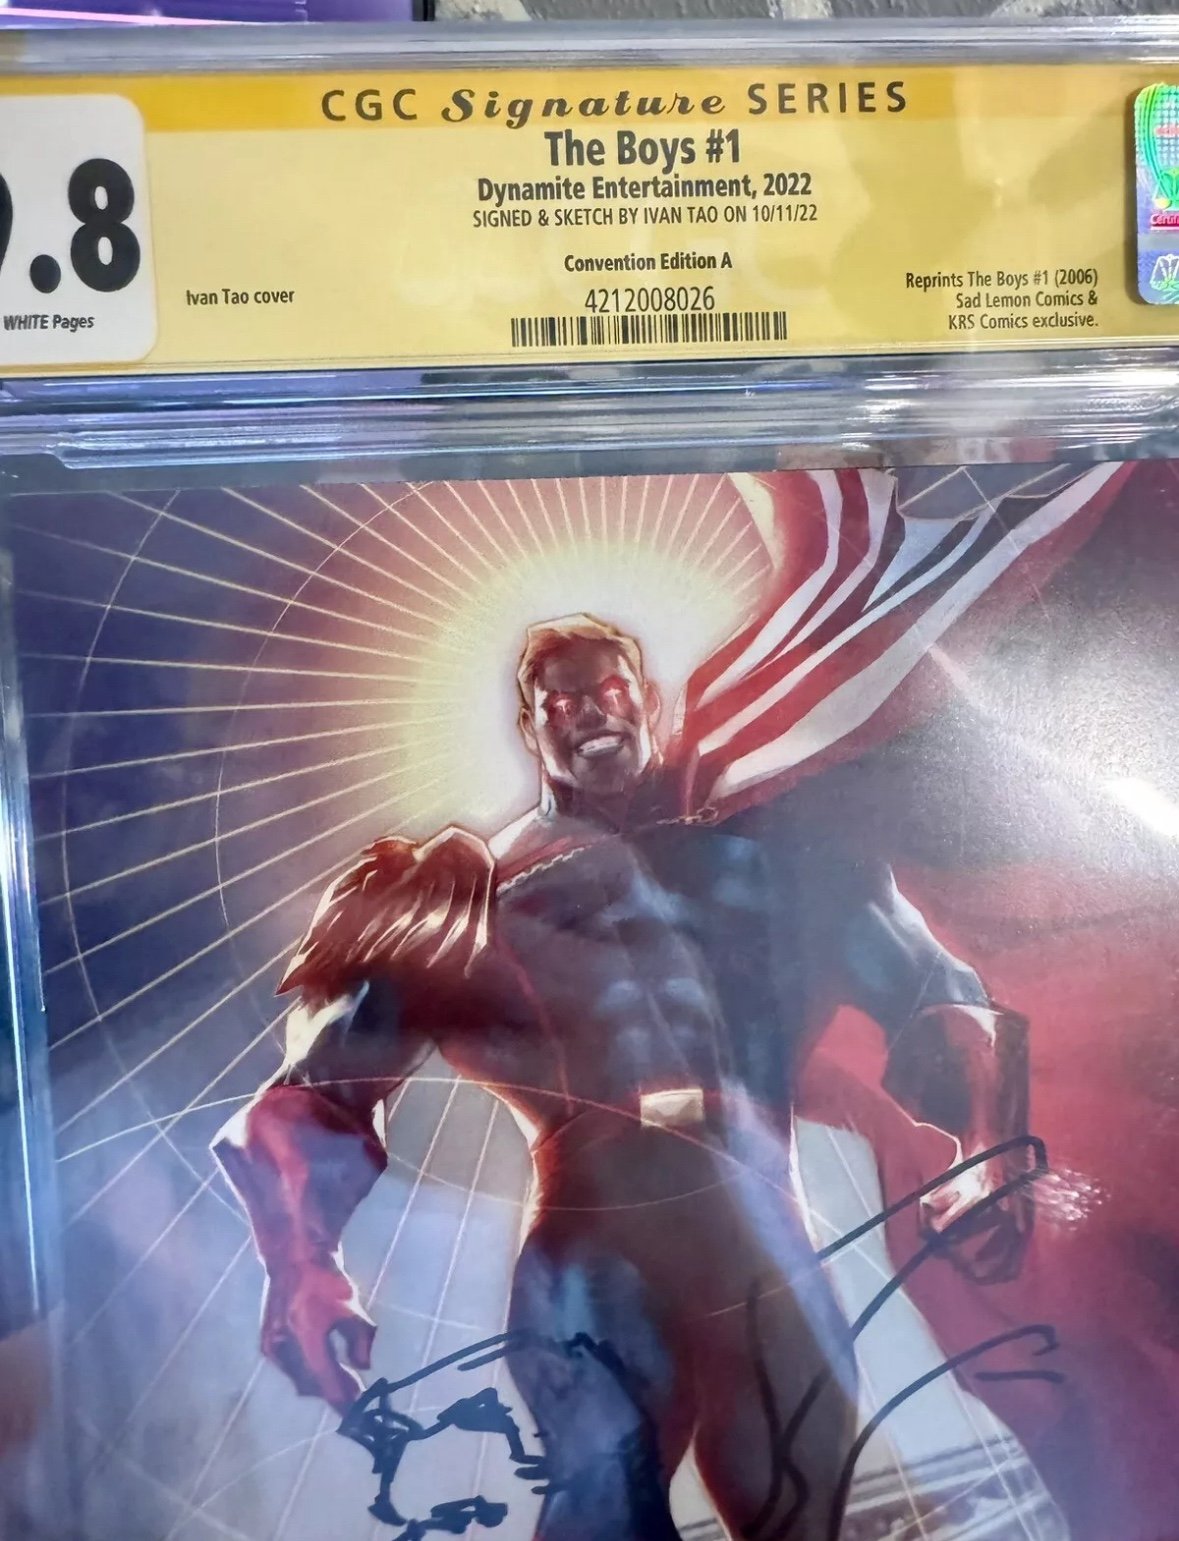 CGC Signature SERIES
The Boys #1
Dynamite Entertainment, 2022
SIGNED & SKETCH BY IVAN TAO ON 10/11/22
9.8
WHITE Pages
Convention Edition A
Ivan Tao cover
4212008026
Reprints The Boys #1 (2006)
Sad Lemon Comics &
KRS Comics exclusive.